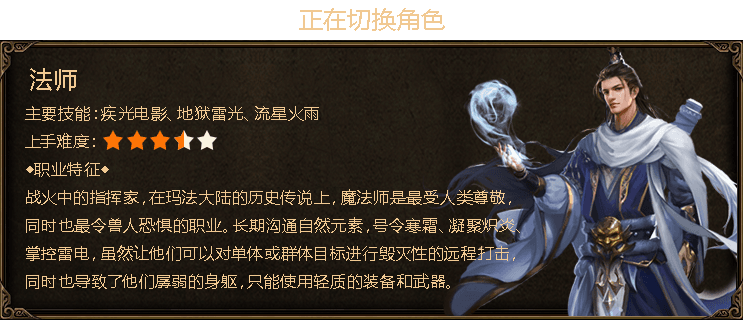 正在切换角色
法师
主要技能:疾光电影、地狱雷光、流星火雨
上手难度:
◆职业特征◆
战火中的指挥家,在玛法大陆的历史传说上,魔法师是最受人类尊敬,
同时也最令兽人恐惧的职业。长期沟通自然元素,号令寒霜、凝聚炽炎、
掌控雷电,虽然让他们可以对单体或群体目标进行毁灭性的远程打击,
同时也导致了他们孱弱的身躯,只能使用轻质的装备和武器。